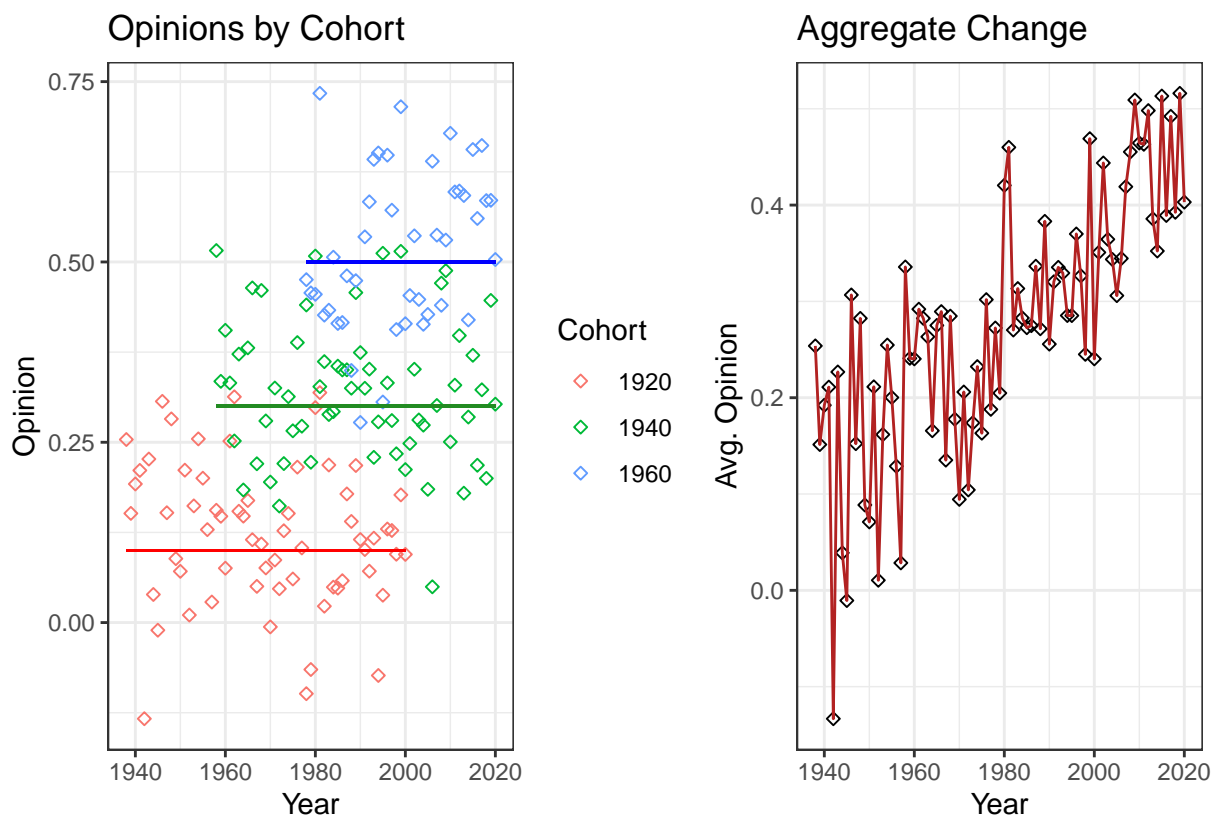 Opinions by Cohort
0.75
0.50
0.25
0.00
Opinion
1940
1960
1980
2000
2020
Year
Cohort
1920
1940
1960
Aggregate Change
0.4
0.2
0.0
Avg. Opinion
1940
1960
1980
2000
2020
Year